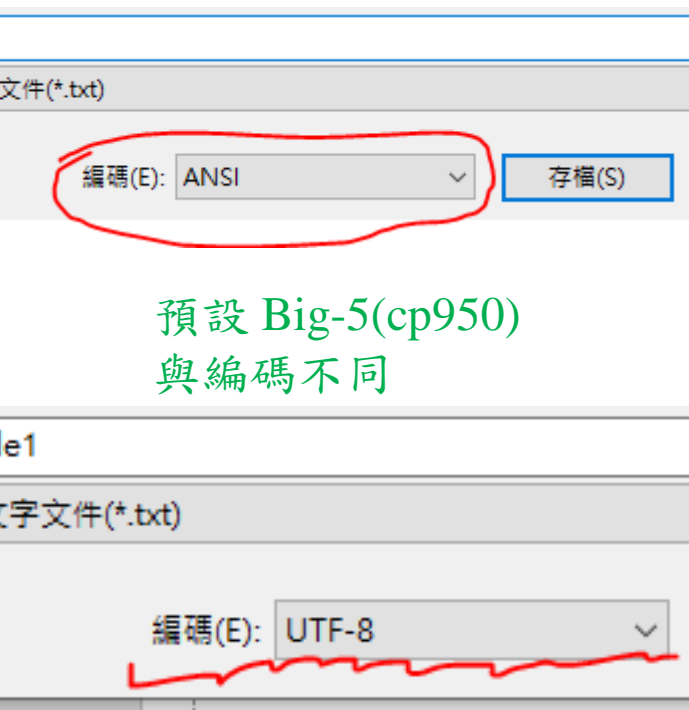 文件(*.txt)
編碼(E): ANSI 存檔(S)
預設 Big-5(cp950)
與編碼不同
le1
文字文件(*.txt)
編碼(E): UTF-8